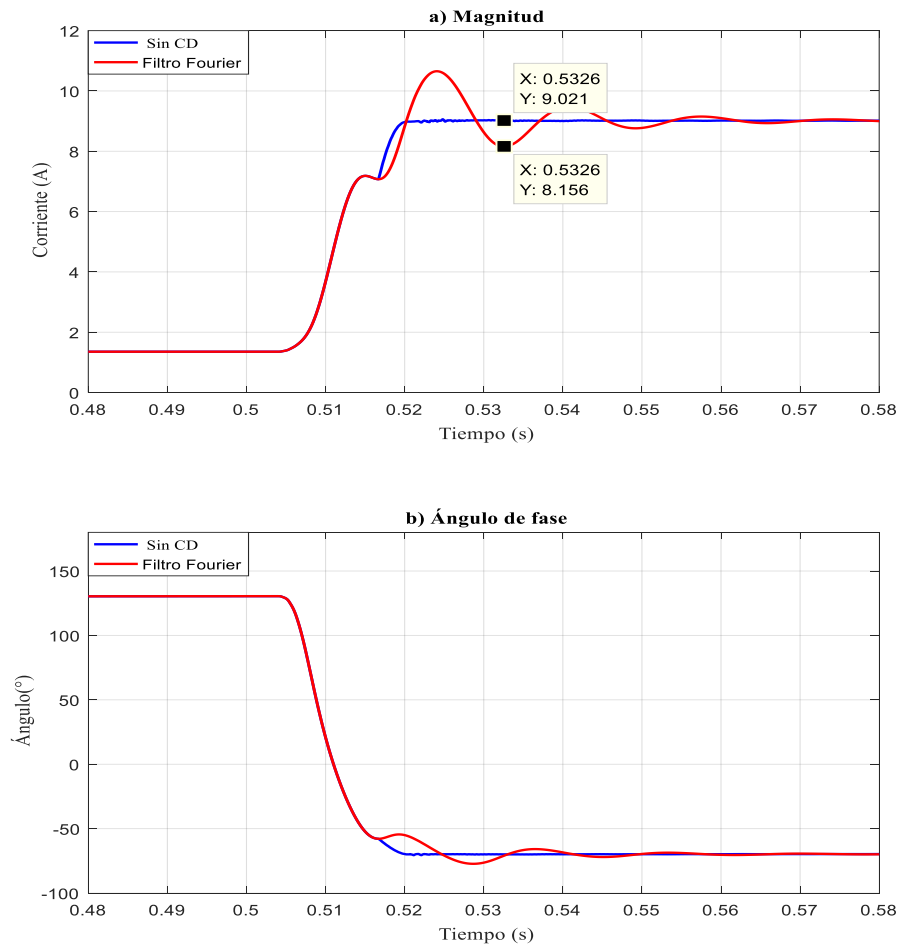 a) Magnitud
12
10
8
6
4
2
0
Corriente (A)
Sin CD
Filtro Fourier
X: 0.5326
Y: 9.021
X: 0.5326
Y: 8.156
0.48 0.49 0.5 0.51 0.52 0.53 0.54 0.55 0.56 0.57 0.58
Tiempo (s)
b) Ángulo de fase
150
100
50
0
-50
-100
Ángulo(°)
Sin CD
Filtro Fourier
0.48 0.49 0.5 0.51 0.52 0.53 0.54 0.55 0.56 0.57 0.58
Tiempo (s)